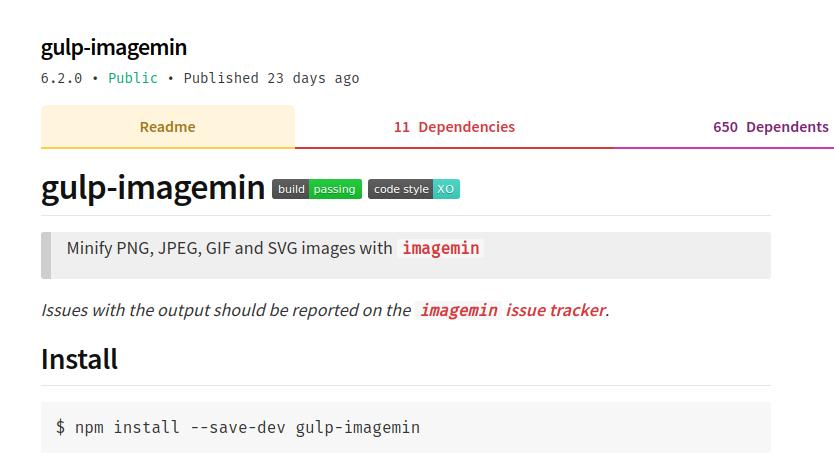 gulp-imagemin
6.2.0 • Public • Published 23 days ago
Readme 11 Dependencies 650 Dependents
gulp-imagemin build passing code style XO
Minify PNG, JPEG, GIF and SVG images with imagemin
Issues with the output should be reported on the imagemin issue tracker.
Install
$ npm install --save-dev gulp-imagemin